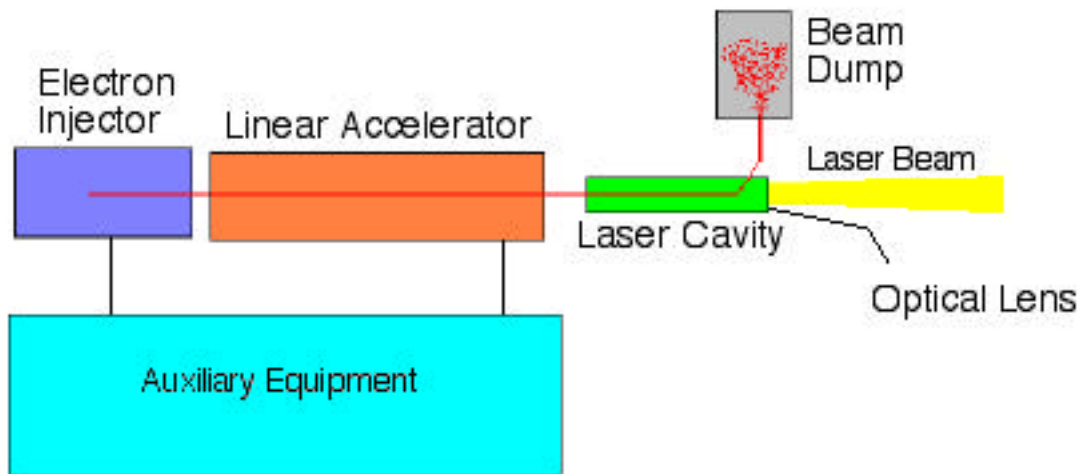 Electron
Injector
Linear Accelerator
Beam
Dump
Laser Beam
Laser Cavity
Optical Lens
Auxiliary Equipment